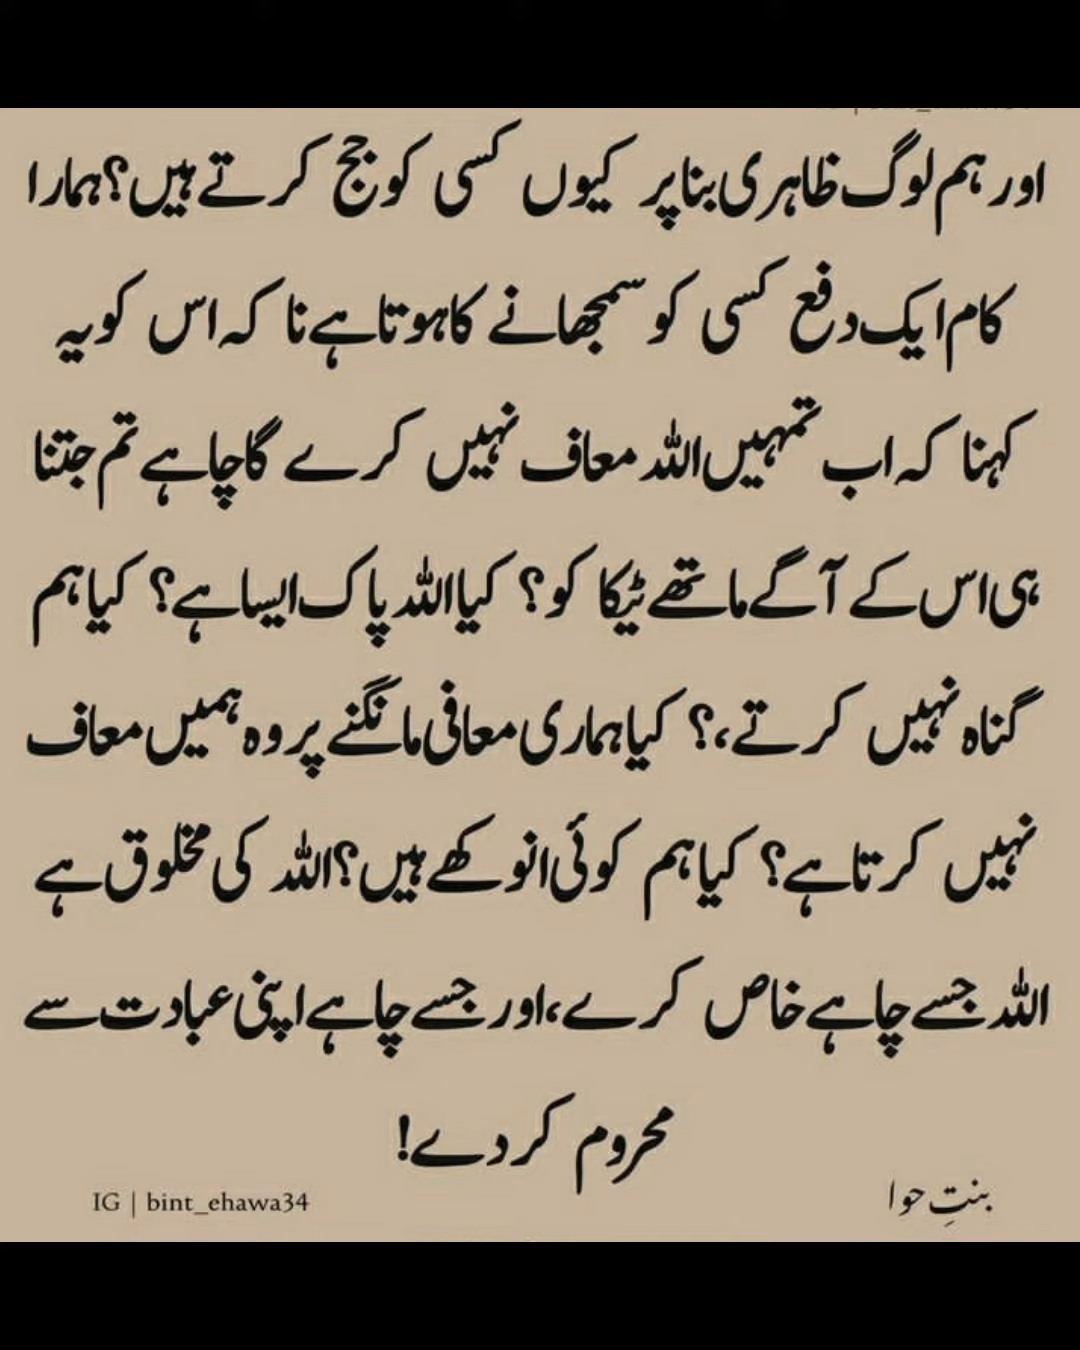 اور ہم لوگ ظاہری بنا پر کیوں کسی کو جج کرتے ہیں؟ ہمارا
کام ایک دفع کسی کو سمجھانے کا ہوتا ہے نا کہ اس کو یہ
کہنا کہ اب تمہیں اللہ معاف نہیں کرے گا چاہے تم جتنا
ہی اس کے آگے ماتھے ٹیکا کو؟ کیا اللہ پاک ایسا ہے؟ کیا ہم
گناہ نہیں کرتے،؟ کیا ہماری معافی مانگنے پر وہ ہمیں معاف
نہیں کرتا ہے؟ کیا ہم کوئی انوکھے ہیں؟ اللہ کی مخلوق ہے
اللہ جسے چاہے خاص کرے، اور جسے چاہے اپنی عبادت سے
محروم کر دے!
بنتِ حوا
IG | bint_ehawa34